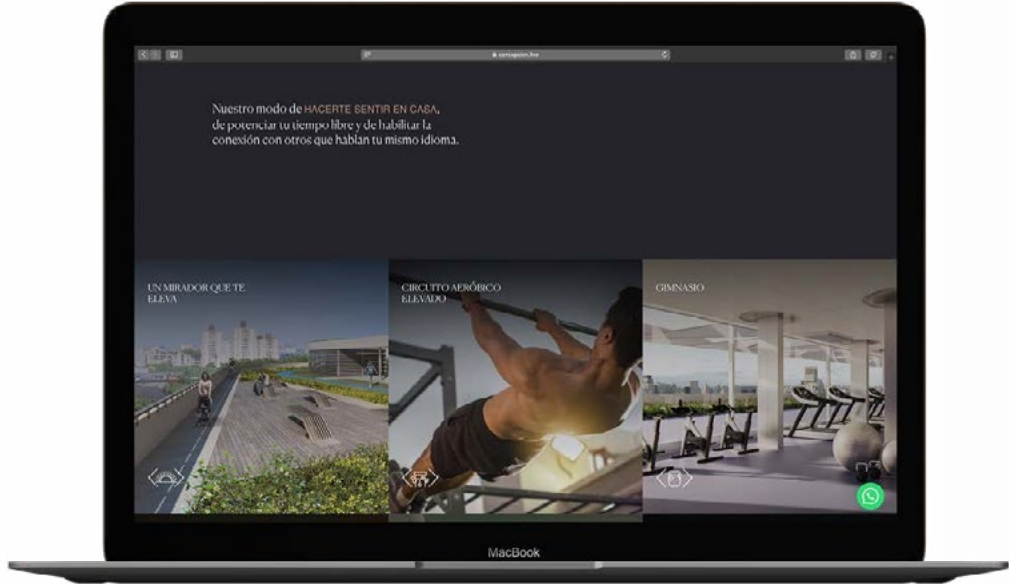 Nuestro modo de HACERTE SENTIR EN CASA,
de potenciar tu tiempo libre y de habilitar la
conexión con otros que hablan tu mismo idioma.
UN MIRADOR QUE TE
ELEVA
CIRCUITO AERÓBICO
ELEVADO
GIMNASIO
MacBook